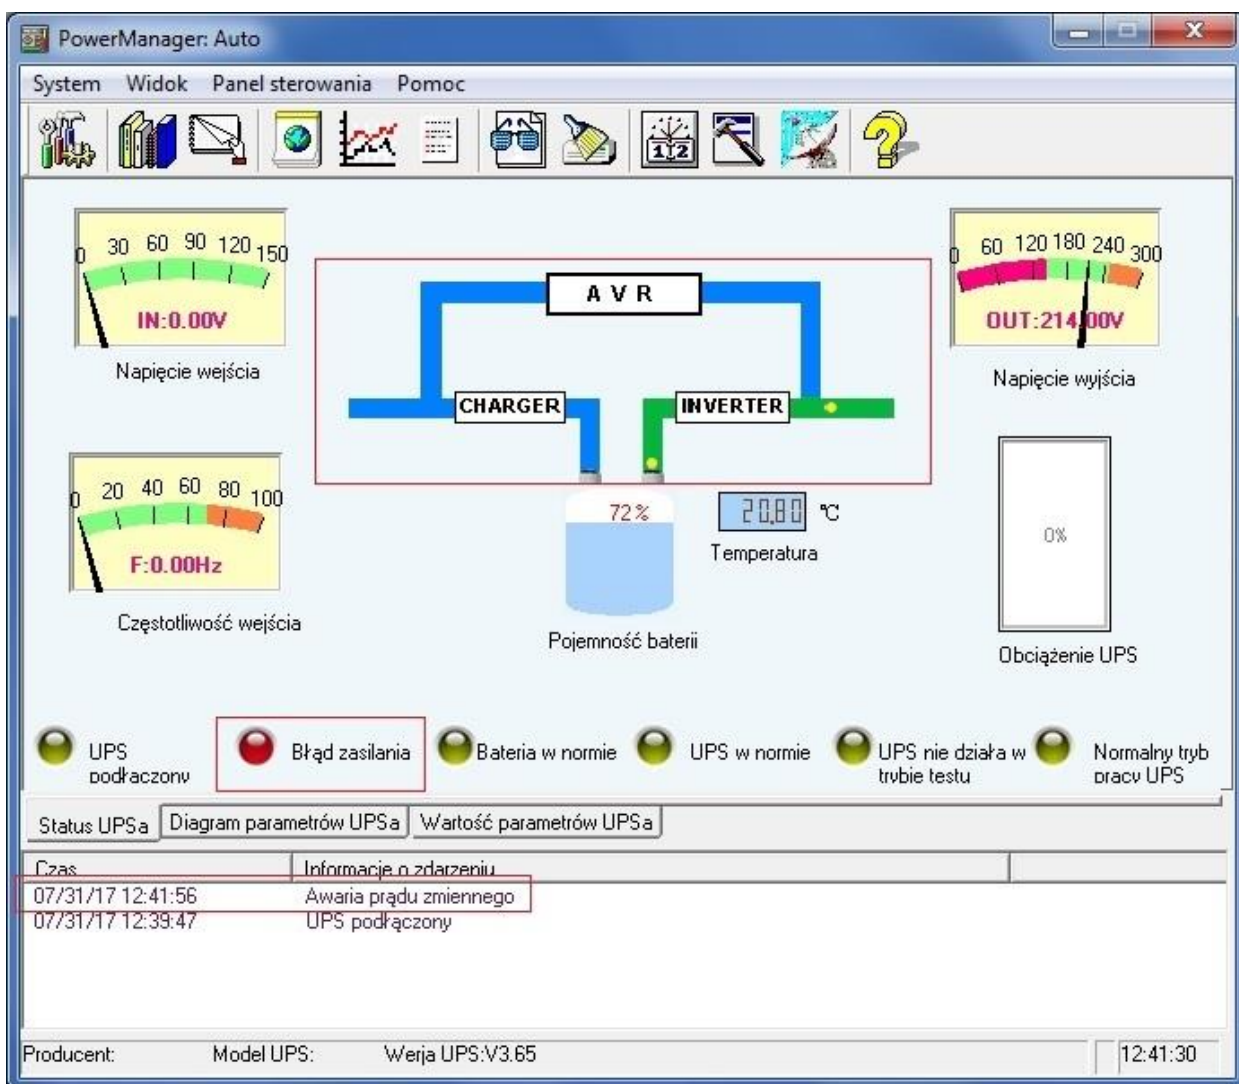 PowerManager: Auto
System Widok Panel sterowania Pomoc
0 30 60 90 120 150
IN:0.00V
Napięcie wejścia
0 60 120 180 240 300
OUT:214.00V
Napięcie wyjścia
A V R
CHARGER
INVERTER
0 20 40 60 80 100
F:0.00Hz
Częstotliwość wejścia
72%
Pojemność baterii
20.80 °C
Temperatura
0%
Obciążenie UPS
UPS
podłączony
Błąd zasilania
Bateria w normie
UPS w normie
UPS nie działa w
trybie testu
Normalny tryb
pracy UPS
Status UPSa Diagram parametrów UPSa Wartość parametrów UPSa
Czas Informacje o zdarzeniu
07/31/17 12:41:56 Awaria prądu zmiennego
07/31/17 12:39:47 UPS podłączony
Producent: Model UPS: Werja UPS:V3.65 12:41:30